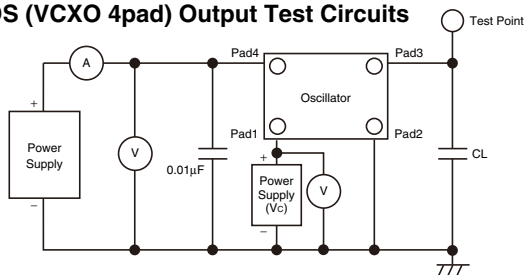 OS (VCXO 4pad) Output Test Circuits
Test Point
A
Pad4
Pad3
Oscillator
+
Power
Supply
−
V
0.01µF
Pad1
Pad2
+
Power
Supply
(Vc)
−
V
CL